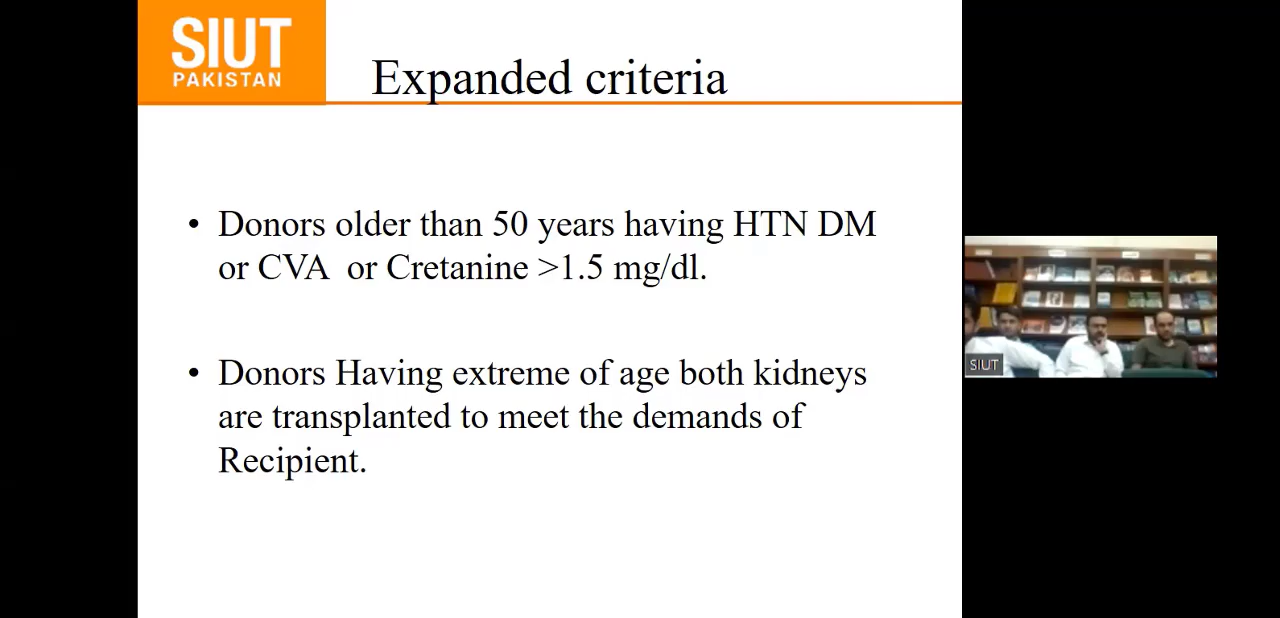 SIUT
PAKISTAN
Expanded criteria
• Donors older than 50 years having HTN DM
or CVA or Cretanine >1.5 mg/dl.
• Donors Having extreme of age both kidneys
are transplanted to meet the demands of
Recipient.
SIUT